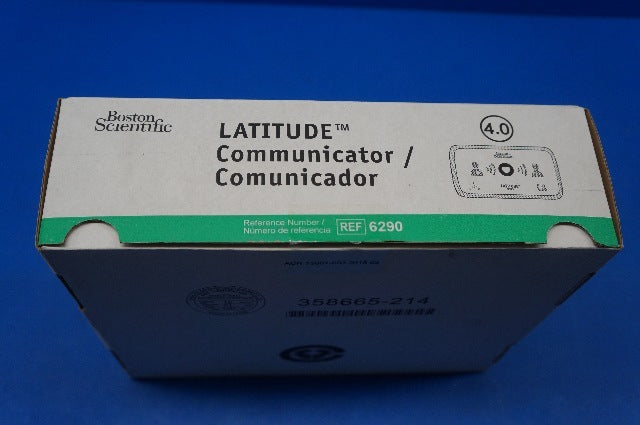 Boston
Scientific
LATITUDE™
Communicator /
Comunicador
4.0
Reference Number /
Número de referencia
REF 6290
358665-214